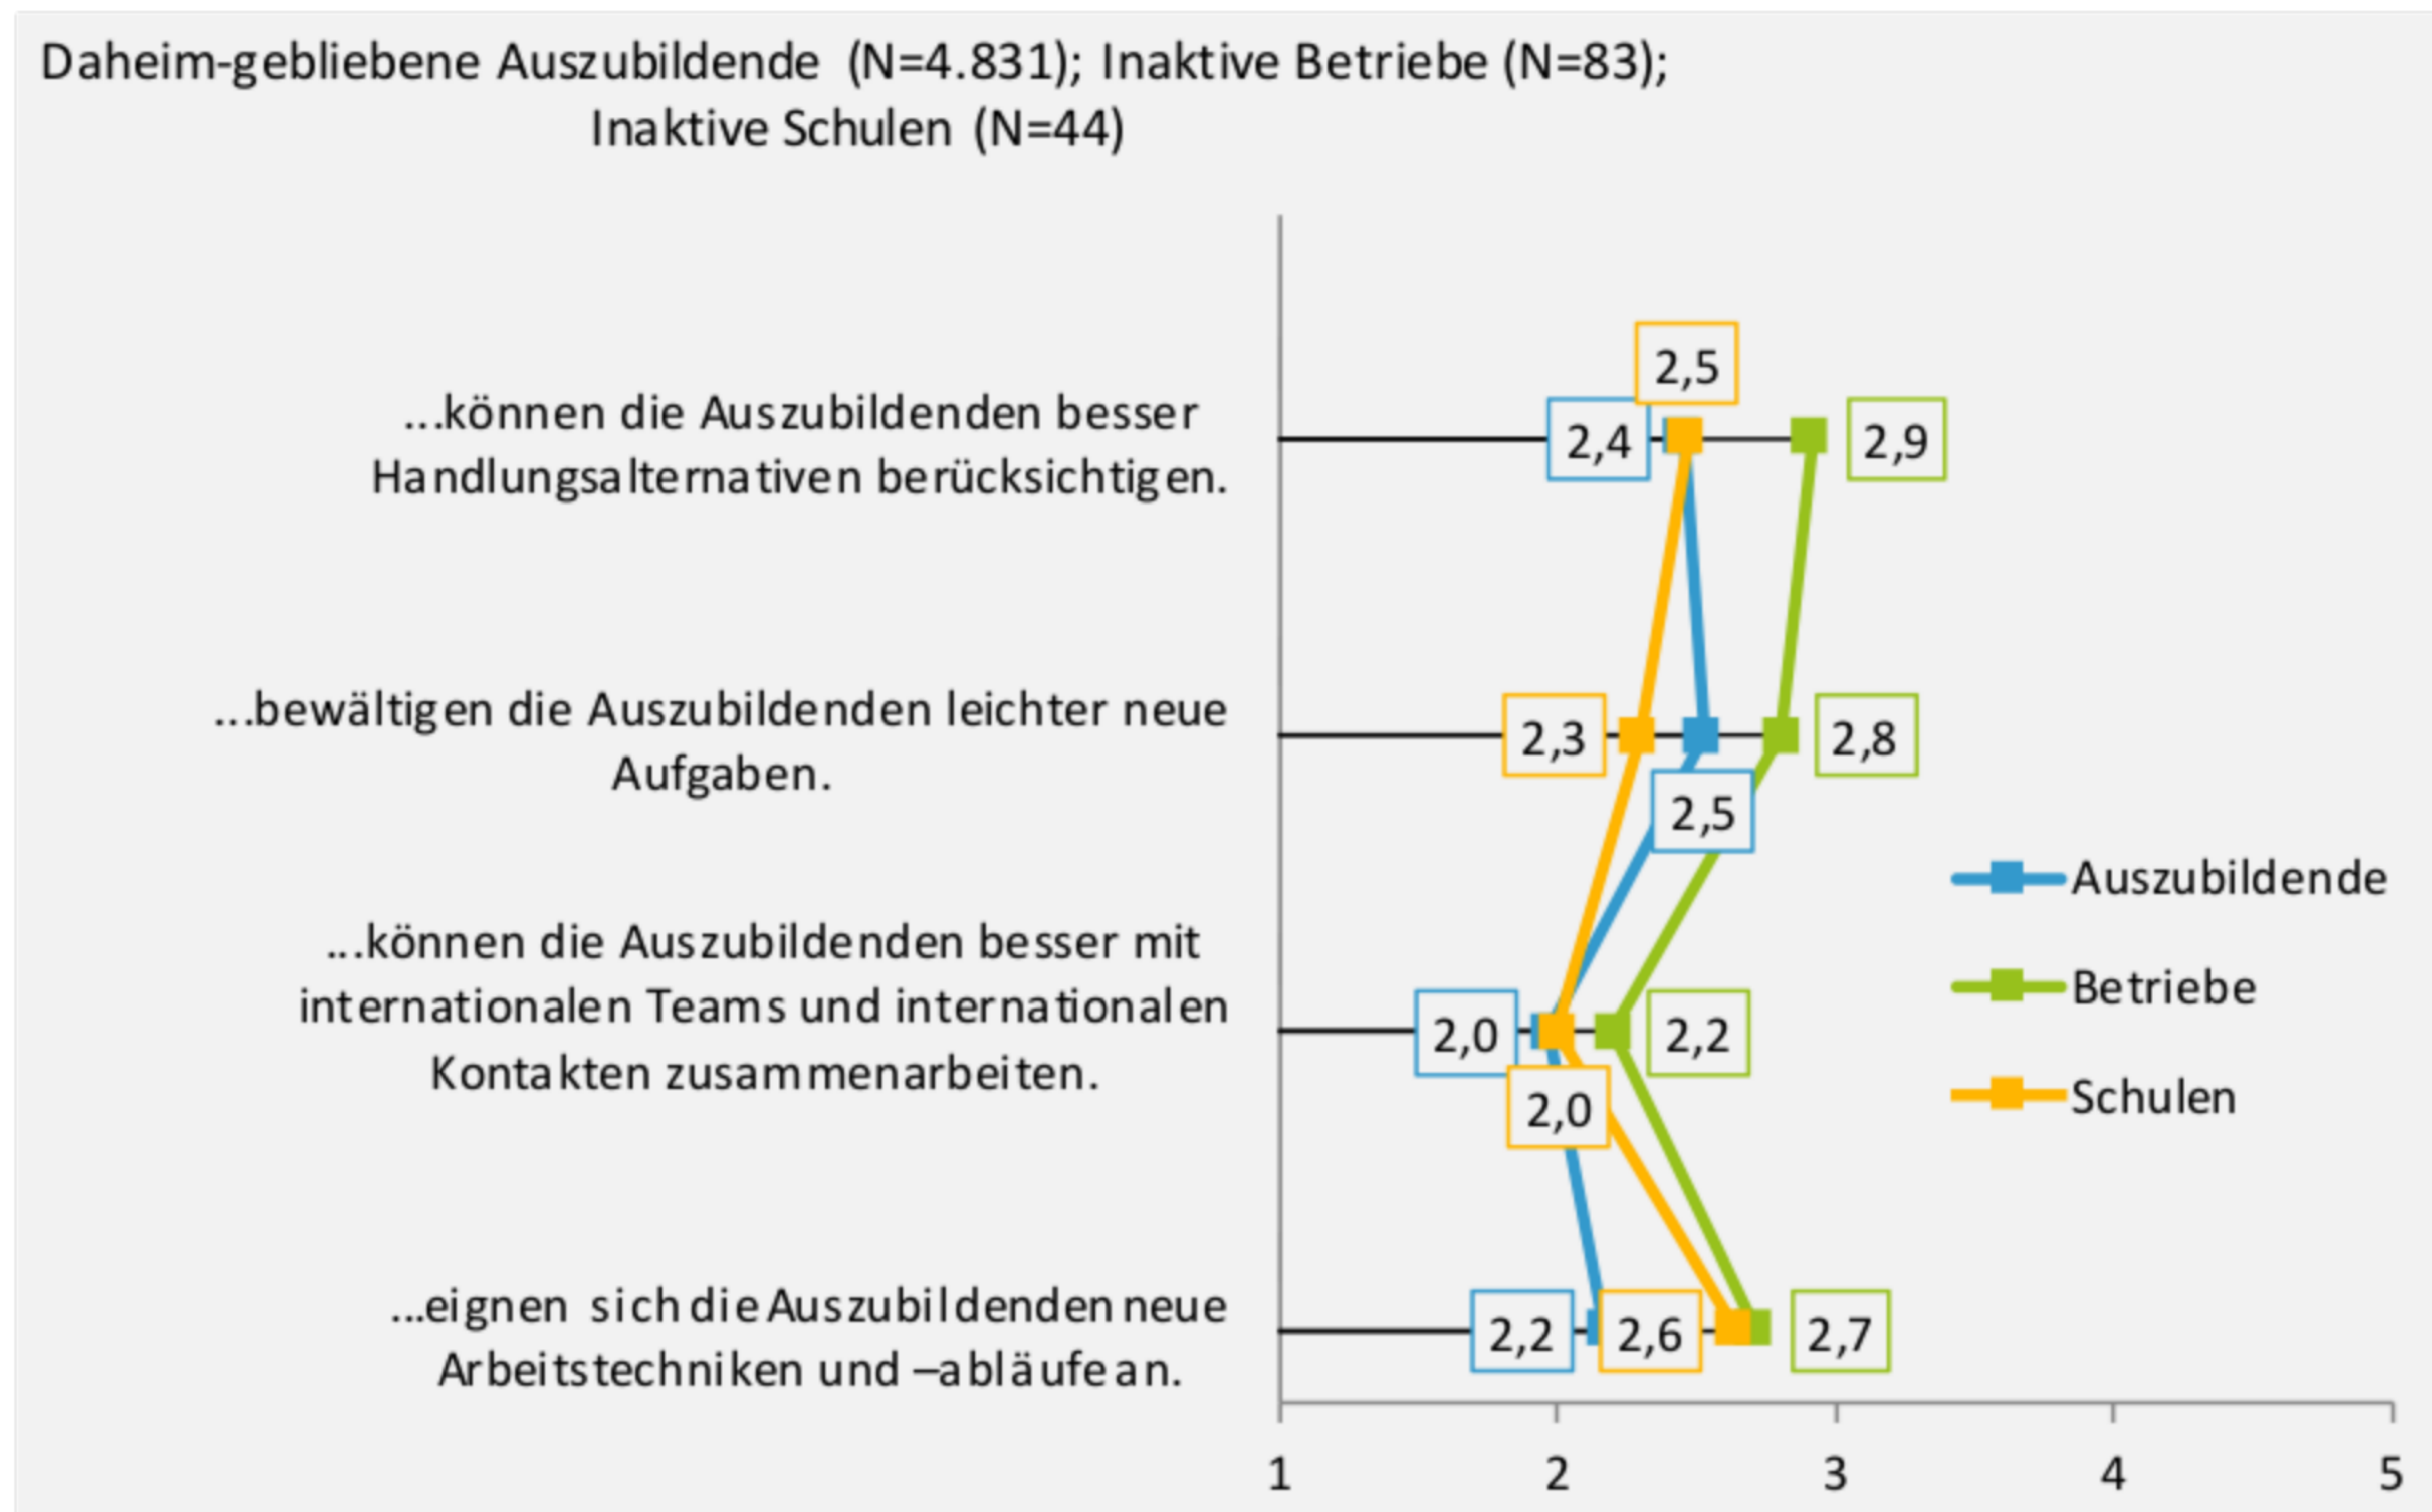 Daheim-gebliebene Auszubildende (N=4.831); Inaktive Betriebe (N=83);
Inaktive Schulen (N=44)
2,5
...können die Auszubildenden besser
Handlungsalternativen berücksichtigen.
2,4
2,9
...bewältigen die Auszubildenden leichter neue
Aufgaben.
2,3
2,8
2,5
Auszubildende
Betriebe
Schulen
...können die Auszubildenden besser mit
internationalen Teams und internationalen
Kontakten zusammenarbeiten.
2,0
2,2
2,0
...eignen sich die Auszubildenden neue
Arbeitstechniken und –abläufe an.
2,2
2,6
2,7
1 2 3 4 5